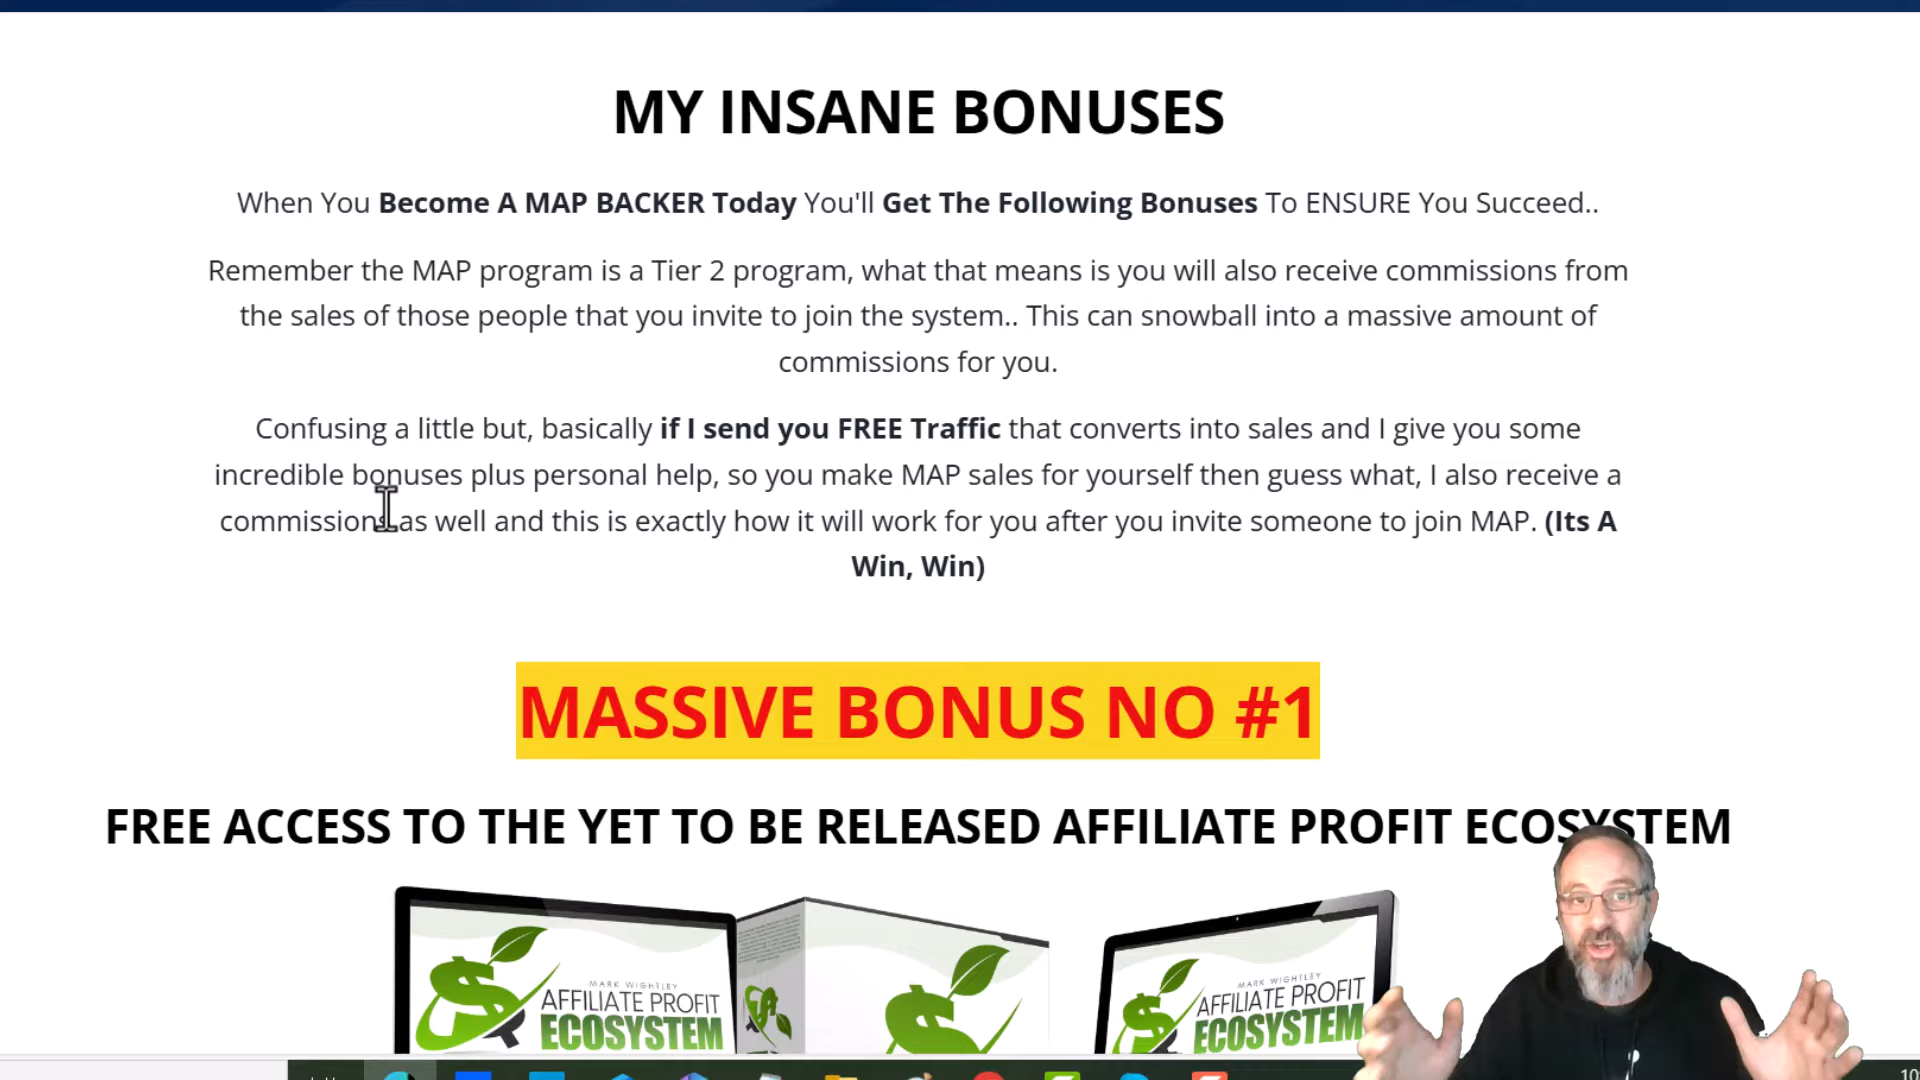 MY INSANE BONUSES
When You Become A MAP BACKER Today You'll Get The Following Bonuses To ENSURE You Succeed..
Remember the MAP program is a Tier 2 program, what that means is you will also receive commissions from
the sales of those people that you invite to join the system.. This can snowball into a massive amount of
commissions for you.
Confusing a little but, basically if I send you FREE Traffic that converts into sales and I give you some
incredible bonuses plus personal help, so you make MAP sales for yourself then guess what, I also receive a
commissions as well and this is exactly how it will work for you after you invite someone to join MAP. (Its A
Win, Win)
MASSIVE BONUS NO #1
FREE ACCESS TO THE YET TO BE RELEASED AFFILIATE PROFIT ECOSYSTEM
MARK WIGHTLEY
AFFILIATE PROFIT
ECOSYSTEM
MARK WIGHTLEY
AFFILIATE PROFIT
ECOSYSTEM